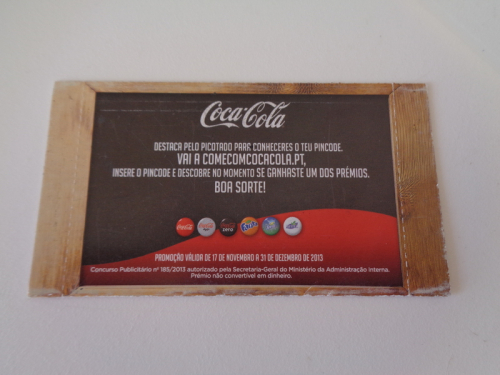 Coca-Cola
DESTACA PELO PICOTADO PARA CONHECERES O TEU PINCODE.
VAI A COMECOMCOCACOLA.PT,
INSERE O PINCODE E DESCOBRE NO MOMENTO SE GANHASTE UM DOS PRÉMIOS.
BOA SORTE!
PROMOÇÃO VÁLIDA DE 17 DE NOVEMBRO A 31 DE DEZEMBRO DE 2013
Concurso Publicitário nº 185/2013 autorizado pela Secretaria-Geral do Ministério da Administração Interna.
Prémio não convertível em dinheiro.